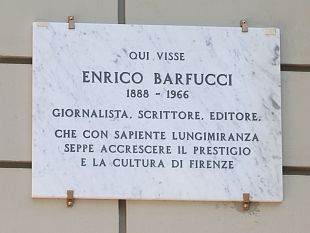 QUI VISSE
ENRICO BARFUCCI
1888 - 1966
GIORNALISTA, SCRITTORE, EDITORE,
CHE CON SAPIENTE LUNGIMIRANZA
SEPPE ACCRESCERE IL PRESTIGIO
E LA CULTURA DI FIRENZE